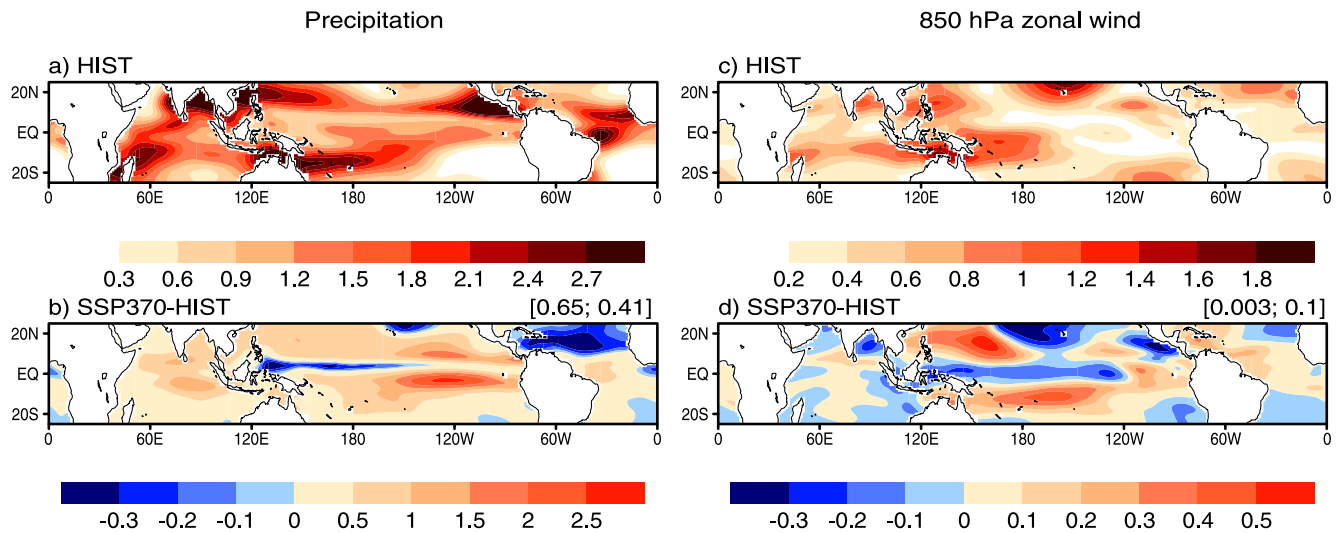 Precipitation
850 hPa zonal wind
a) HIST
c) HIST
20N
EQ
20S
0 60E 120E 180 120W 60W 0
20N
EQ
20S
0 60E 120E 180 120W 60W 0
0.3 0.6 0.9 1.2 1.5 1.8 2.1 2.4 2.7
0.2 0.4 0.6 0.8 1 1.2 1.4 1.6 1.8
b) SSP370-HIST [0.65; 0.41]
d) SSP370-HIST [0.003; 0.1]
20N
EQ
20S
0 60E 120E 180 120W 60W 0
20N
EQ
20S
0 60E 120E 180 120W 60W 0
-0.3 -0.2 -0.1 0 0.5 1 1.5 2 2.5
-0.3 -0.2 -0.1 0 0.1 0.2 0.3 0.4 0.5